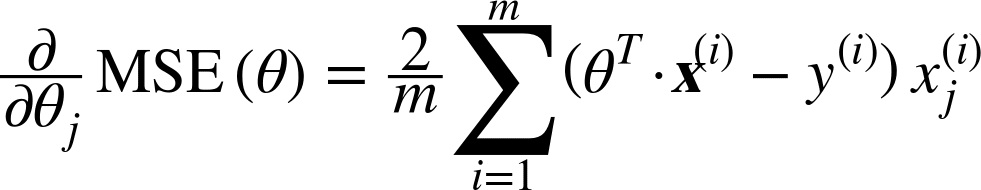 ∂/∂θ_j MSE(θ) = 2/m ∑_{i=1}^{m} (θ^T · x^{(i)} − y^{(i)}) x_j^{(i)}